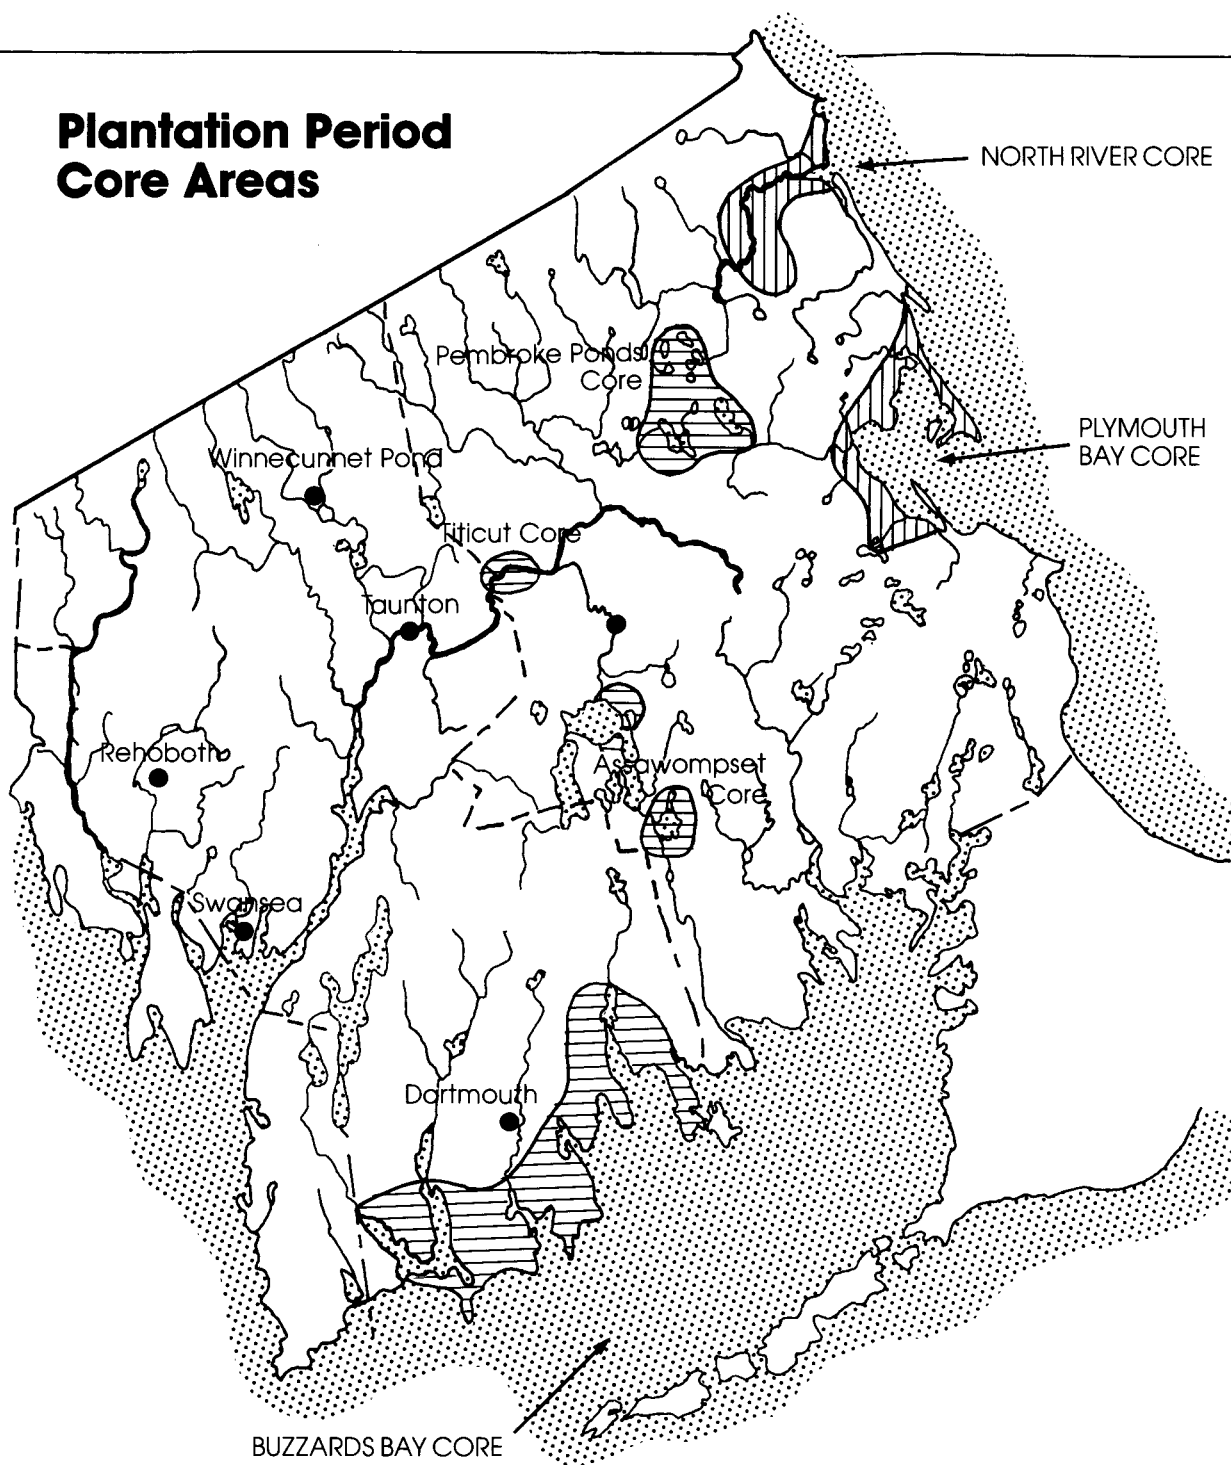 Plantation Period
Core Areas
NORTH RIVER CORE
Pembroke Ponds
Core
PLYMOUTH
BAY CORE
Winnecunnet Pond
Titicut Core
Taunton
Rehoboth
Assawompset
Core
Swansea
Dartmouth
BUZZARDS BAY CORE